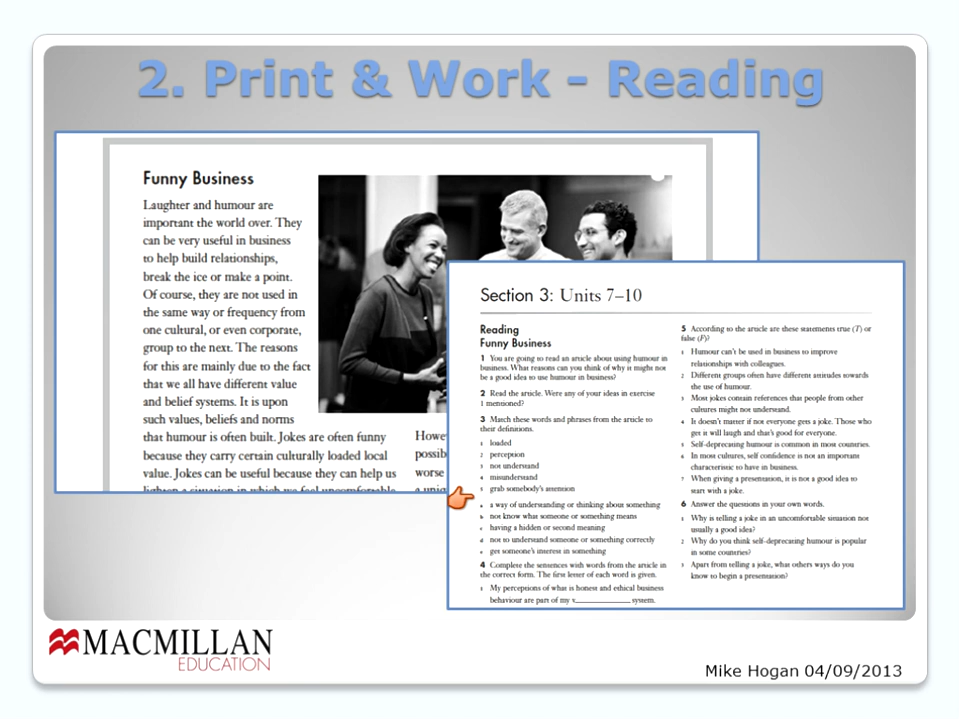 2. Print & Work - Reading
Funny Business
Laughter and humour are
important the world over. They
can be very useful in business
to help build relationships,
break the ice or make a point.
Of course, they are not used in
the same way or frequency from
one cultural, or even corporate,
group to the next. The reasons
for this are mainly due to the fact
that we all have different value
and belief systems. It is upon
such values, beliefs and norms
that humour is often built. Jokes are often funny
because they carry certain culturally loaded local
value. Jokes can be useful because they can help us
lighten a situation in which we feel uncomfortable
Howe
possib
worse
a uniq
Section 3: Units 7–10
Reading
Funny Business
1 You are going to read an article about using humour in
business. What reasons can you think of why it might not
be a good idea to use humour in business?
2 Read the article. Were any of your ideas in exercise
1 mentioned?
3 Match these words and phrases from the article to
their definitions.
1 loaded
2 perception
3 not understand
4 misunderstand
5 grab somebody's attention
a a way of understanding or thinking about something
b not know what someone or something means
c having a hidden or second meaning
d not to understand someone or something correctly
e get someone's interest in something
4 Complete the sentences with words from the article in
the correct form. The first letter of each word is given.
1 My perceptions of what is honest and ethical business
behaviour are part of my v__________ system.
5 According to the article are these statements true (T) or
false (F)?
1 Humour can't be used in business to improve
relationships with colleagues.
2 Different groups often have different attitudes towards
the use of humour.
3 Most jokes contain references that people from other
cultures might not understand.
4 It doesn't matter if not everyone gets a joke. Those who
get it will laugh and that's good for everyone.
5 Self-deprecating humour is common in most countries.
6 In most cultures, self confidence is not an important
characteristic to have in business.
7 When giving a presentation, it is not a good idea to
start with a joke.
6 Answer the questions in your own words.
1 Why is telling a joke in an uncomfortable situation not
usually a good idea?
2 Why do you think self-deprecating humour is popular
in some countries?
3 Apart from telling a joke, what others ways do you
know to begin a presentation?
MACMILLAN
EDUCATION
Mike Hogan 04/09/2013